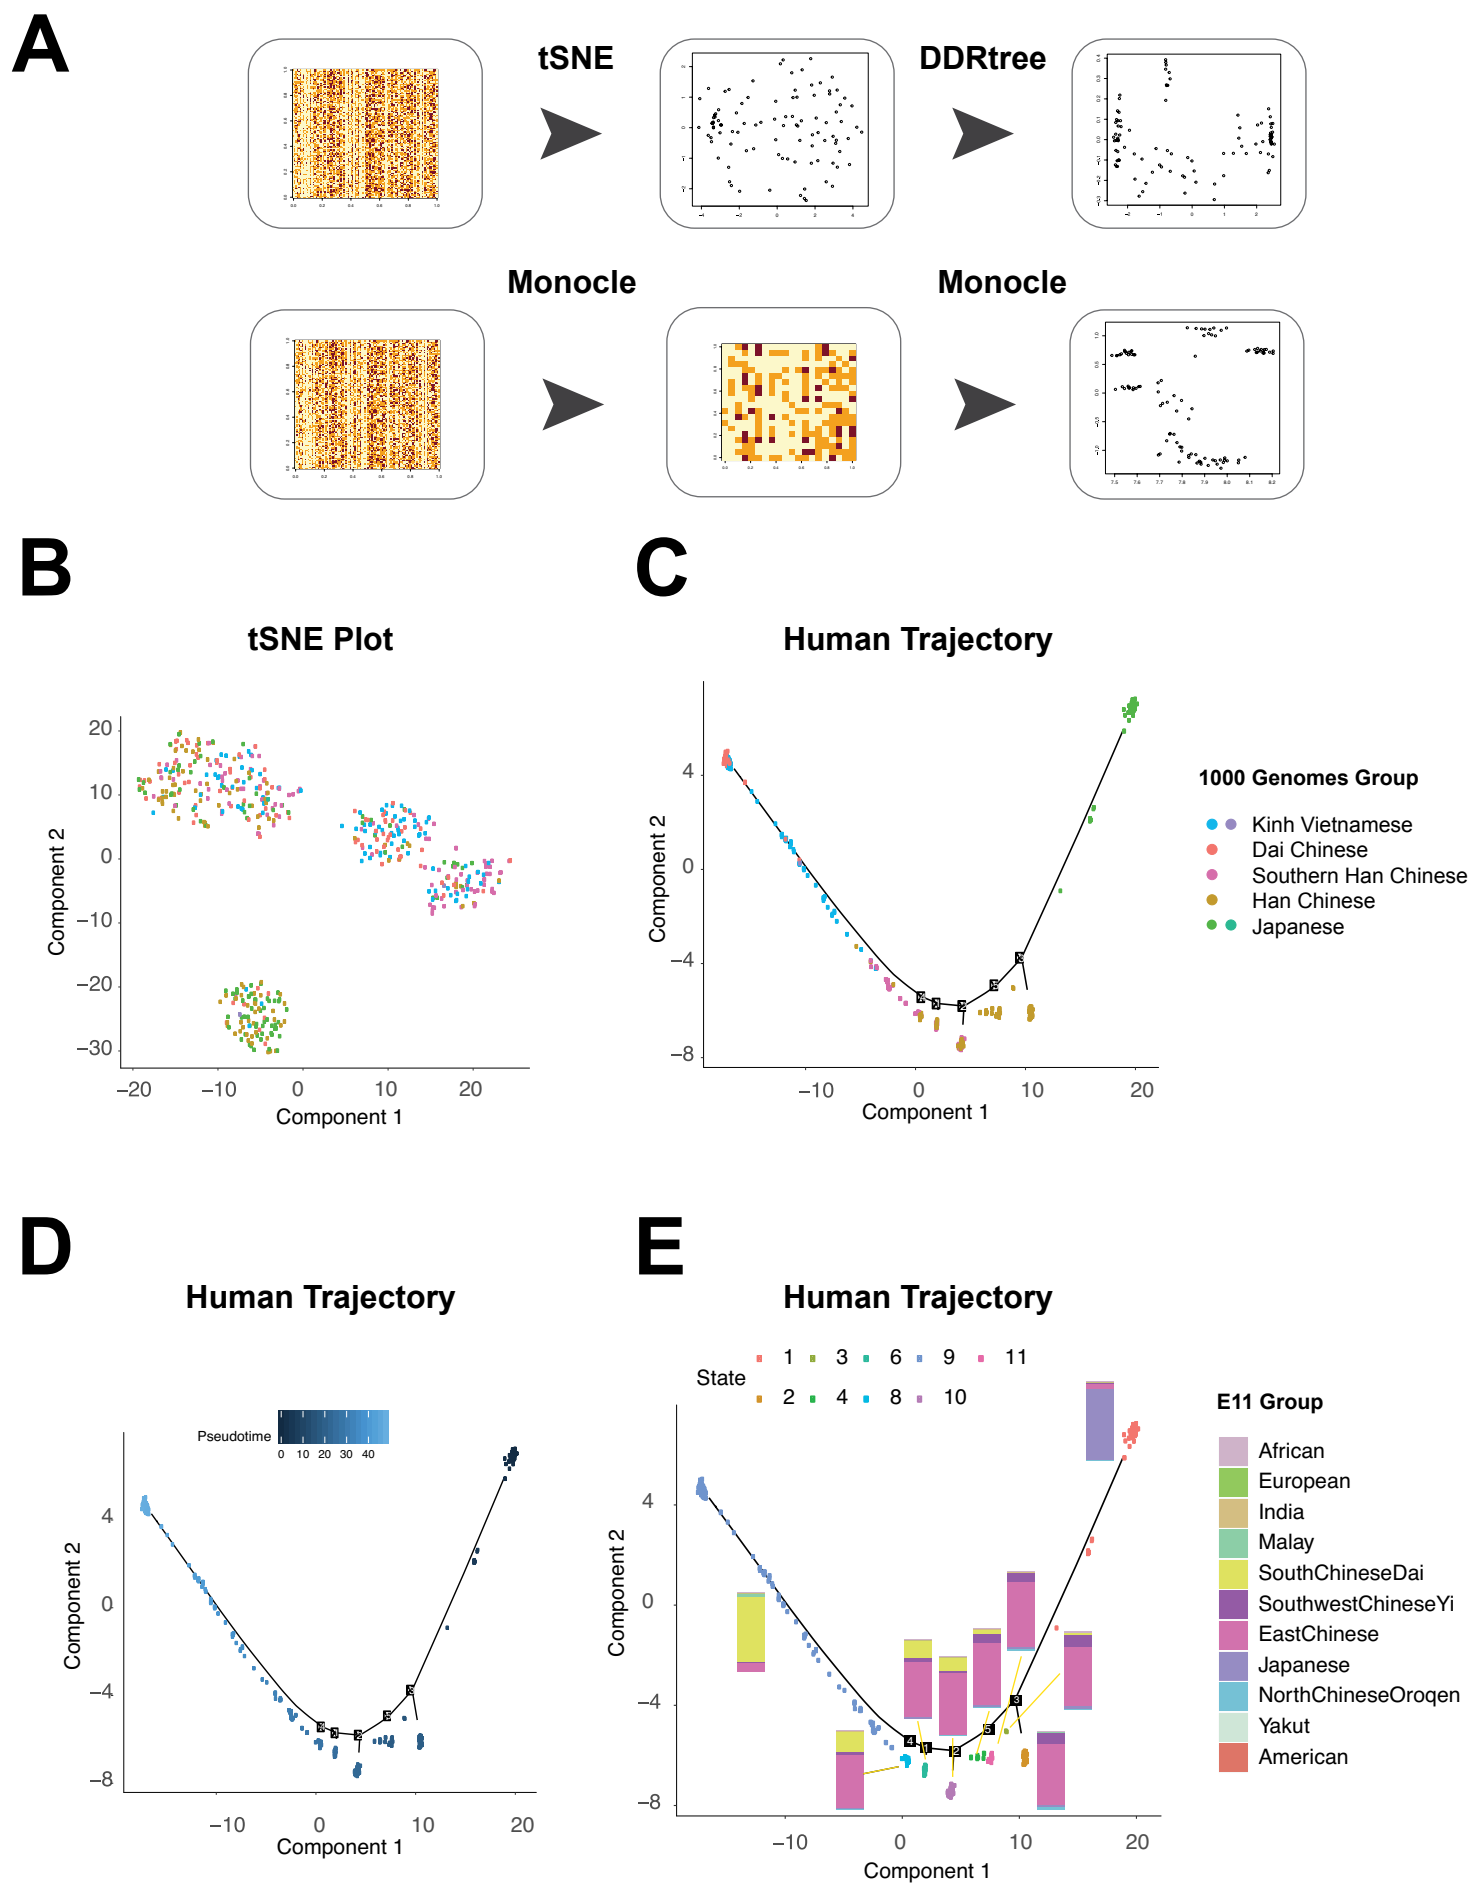 A
tSNE
DDRtree
Monocle
Monocle
B
C
tSNE Plot
Human Trajectory
20
10
0
−10
−20
−30
Component 2
−20
−10
0
10
20
Component 1
4
0
−4
−8
Component 2
−10
0
10
20
Component 1
1000 Genomes Group
Kinh Vietnamese
Dai Chinese
Southern Han Chinese
Han Chinese
Japanese
D
E
Human Trajectory
Human Trajectory
Pseudotime
0 10 20 30 40
4
0
−4
−8
Component 2
−10
0
10
20
Component 1
State
1 3 6 9 11
2 4 8 10
4
0
−4
−8
Component 2
3
5
4
1
2
−10
0
10
20
Component 1
E11 Group
African
European
India
Malay
SouthChineseDai
SouthwestChineseYi
EastChinese
Japanese
NorthChineseOroqen
Yakut
American